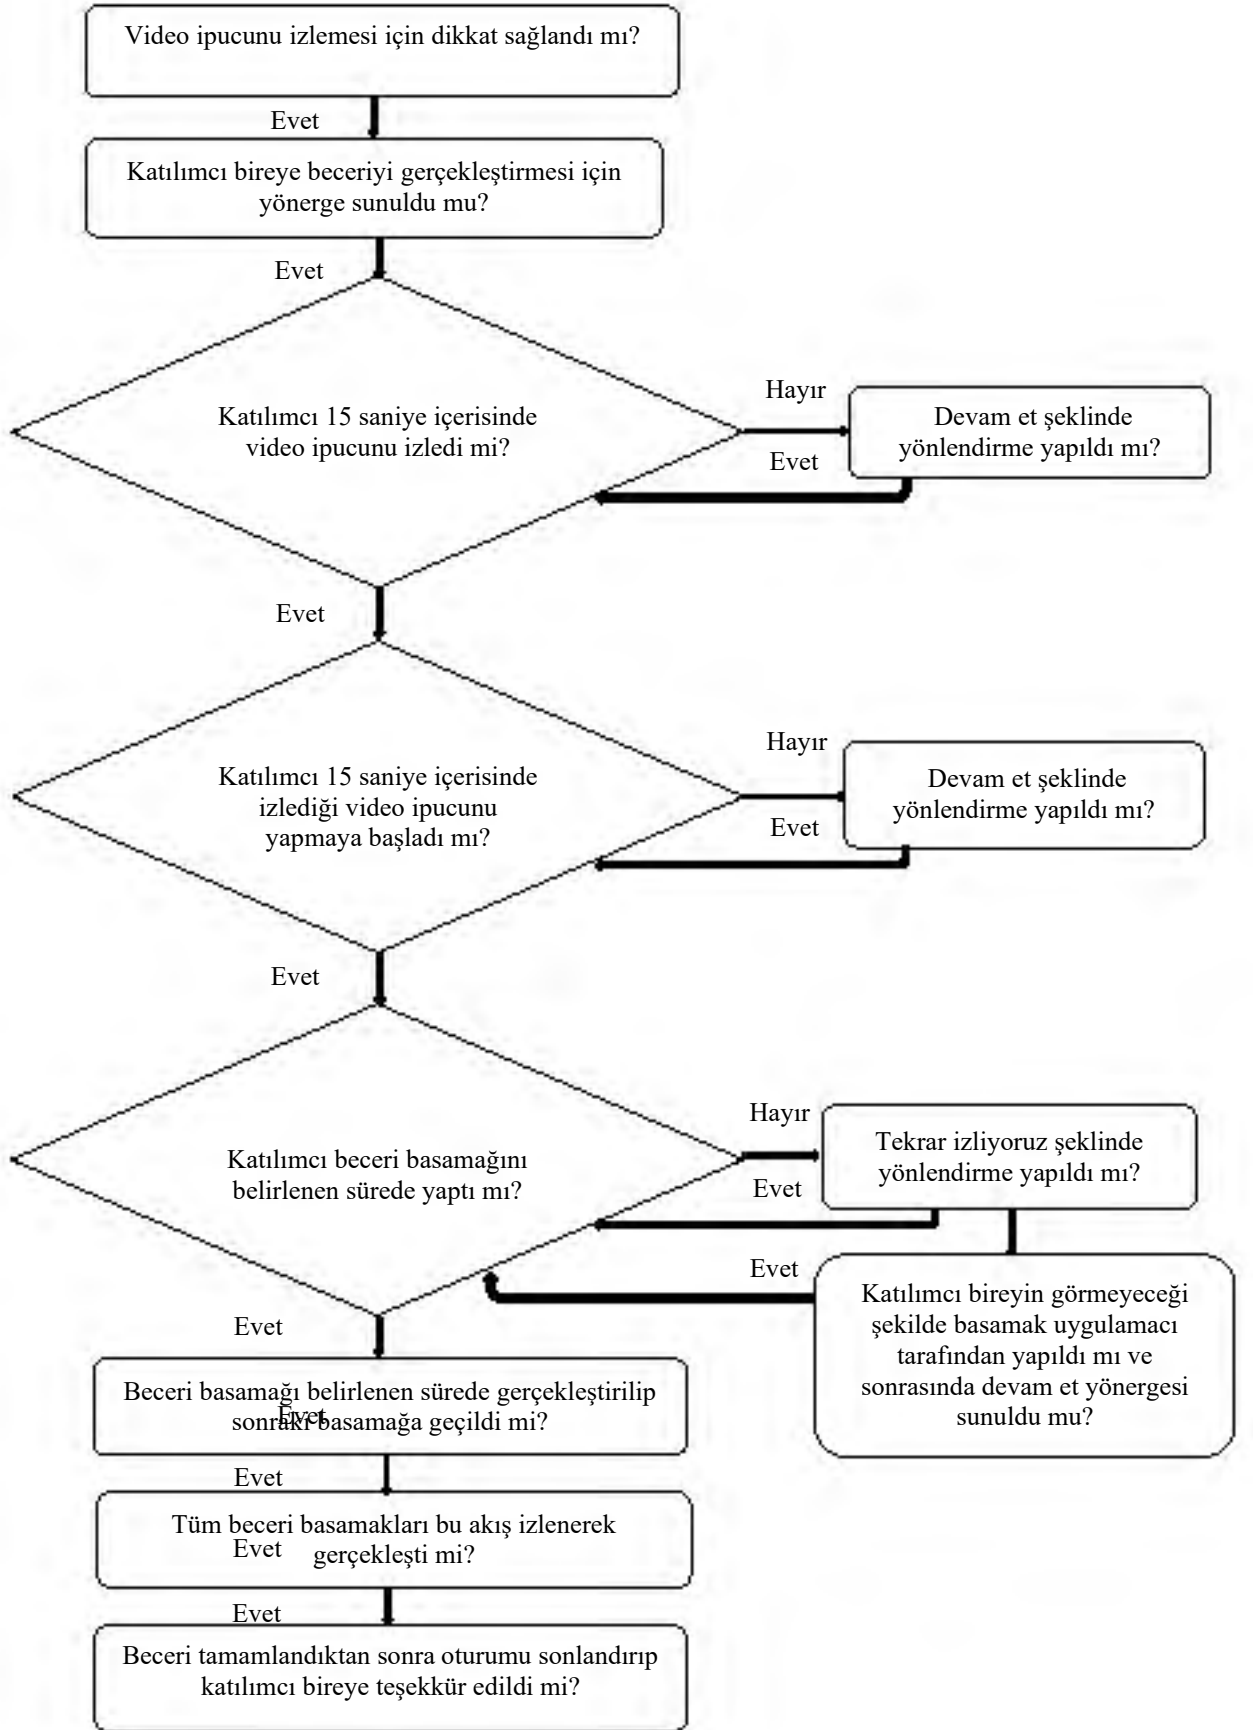 Video ipucunu izlemesi için dikkat sağlandı mı?
Evet
Katılımcı bireye beceriyi gerçekleştirmesi için
yönerge sunuldu mu?
Evet
Katılımcı 15 saniye içerisinde
video ipucunu izledi mi?
Hayır
Devam et şeklinde
yönlendirme yapıldı mı?
Evet
Evet
Katılımcı 15 saniye içerisinde
izlediği video ipucunu
yapmaya başladı mı?
Hayır
Devam et şeklinde
yönlendirme yapıldı mı?
Evet
Evet
Katılımcı beceri basamağını
belirlenen sürede yaptı mı?
Hayır
Tekrar izliyoruz şeklinde
yönlendirme yapıldı mı?
Evet
Evet
Katılımcı bireyin görmeyeceği
şekilde basamak uygulamacı
tarafından yapıldı mı ve
sonrasında devam et yönergesi
sunuldu mu?
Evet
Beceri basamağı belirlenen sürede gerçekleştirilip
sonraki basamağa geçildi mi?
Evet
Evet
Tüm beceri basamakları bu akış izlenerek
gerçekleşti mi?
Evet
Evet
Beceri tamamlandıktan sonra oturumu sonlandırıp
katılımcı bireye teşekkür edildi mi?